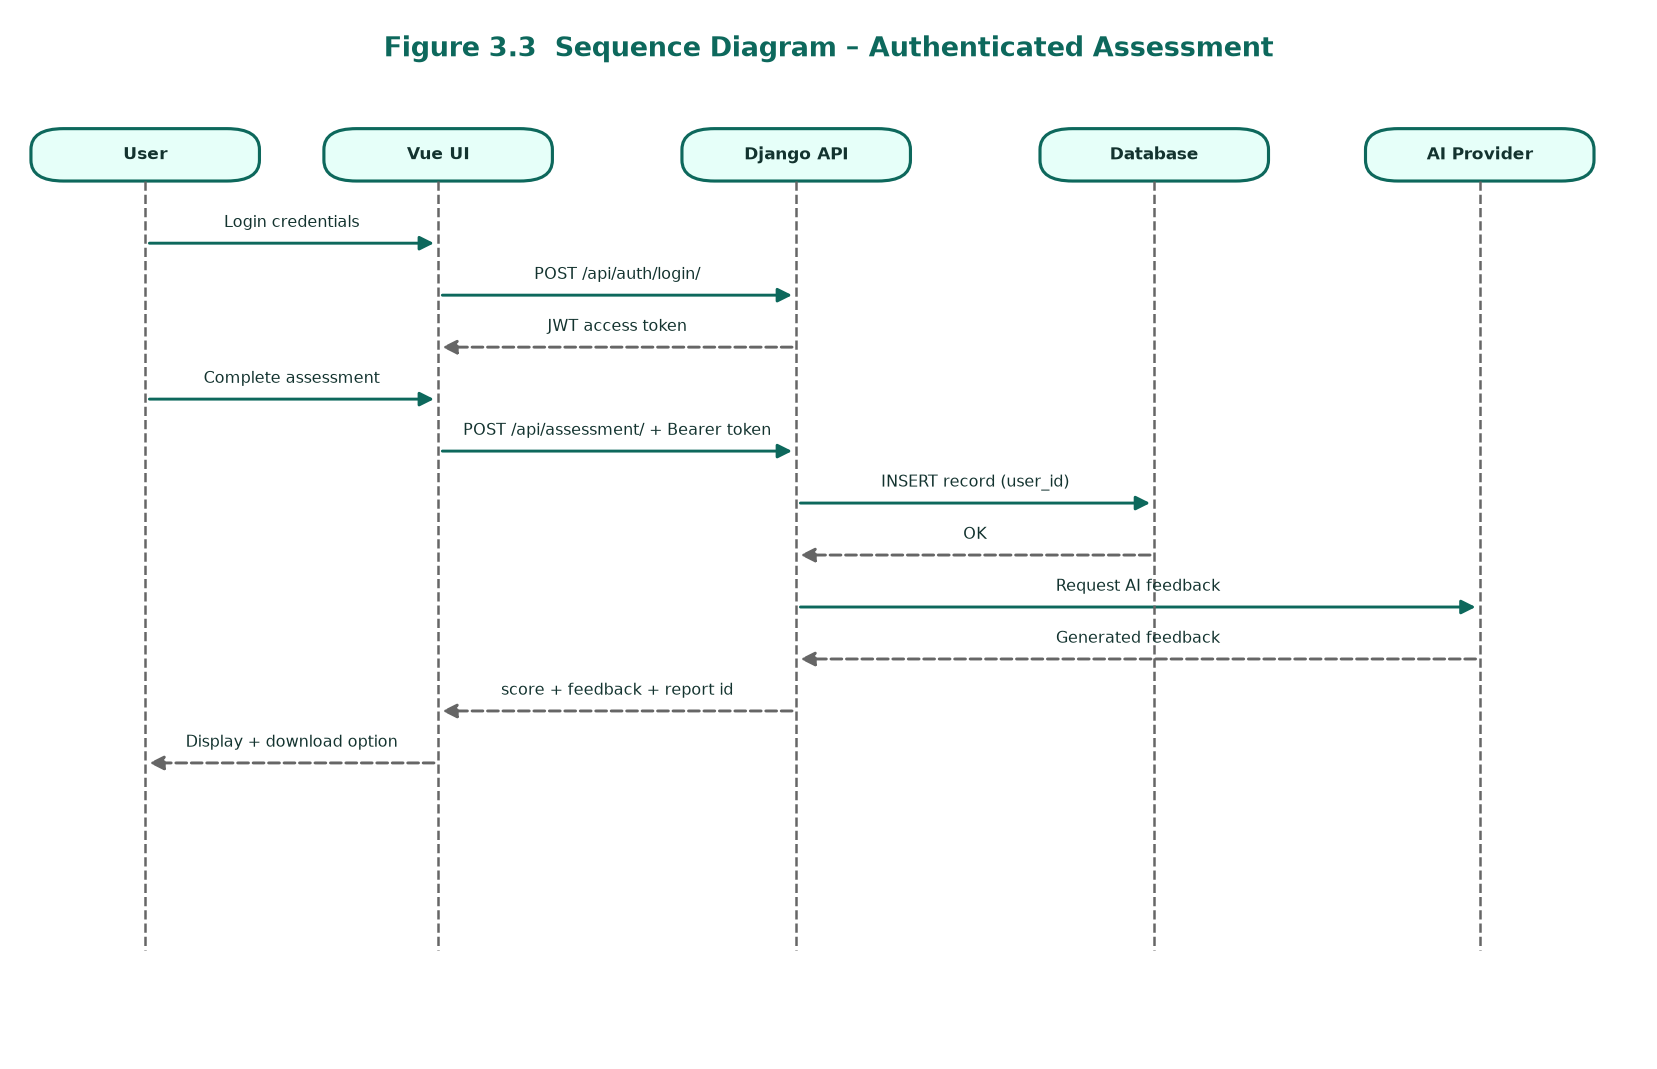 Figure 3.3  Sequence Diagram – Authenticated Assessment
User
Vue UI
Django API
Database
AI Provider
Login credentials
POST /api/auth/login/
JWT access token
Complete assessment
POST /api/assessment/ + Bearer token
INSERT record (user_id)
OK
Request AI feedback
Generated feedback
score + feedback + report id
Display + download option